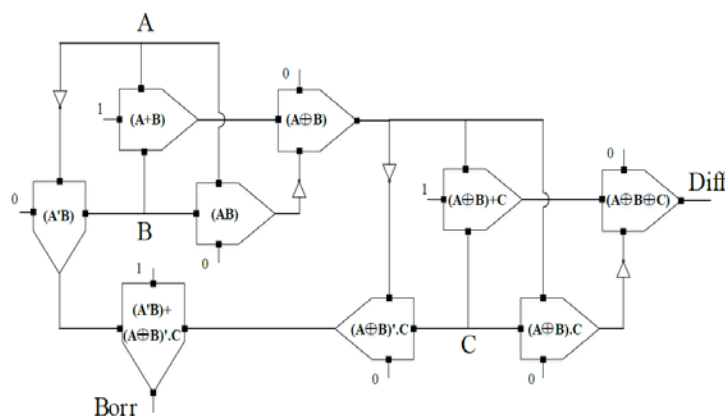 A
0
1
(A+B)
(A⊕B)
0
(A'B)
B
(AB)
0
1
(A⊕B)+C
0
(A⊕B⊕C)
Diff
1
(A'B)+
(A⊕B)'.C
(A⊕B)'.C
C
(A⊕B).C
0
0
Borr